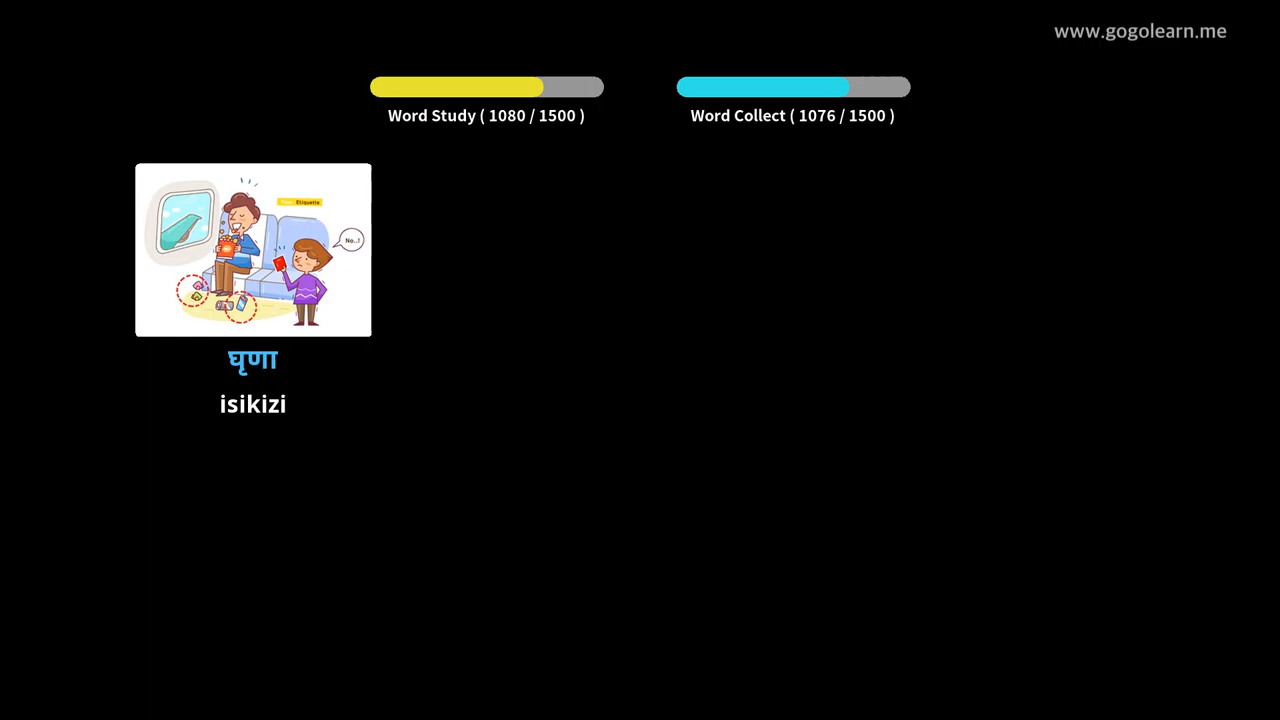 www.gogolearn.me
Word Study ( 1080 / 1500 )
Word Collect ( 1076 / 1500 )
Etiquette
No..!
घृणा
isikizi